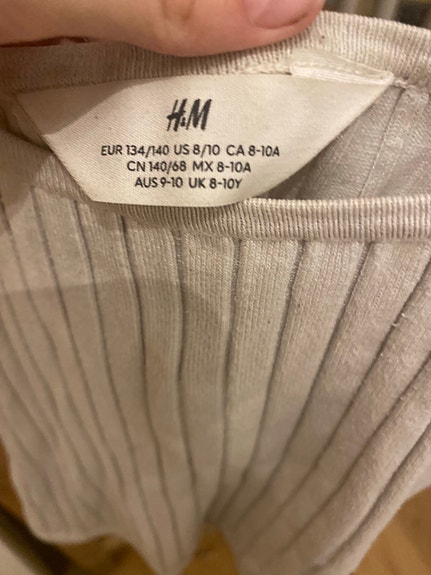 H&M
EUR 134/140 US 8/10 CA 8-10A
CN 140/68 MX 8-10A
AUS 9-10 UK 8-10Y